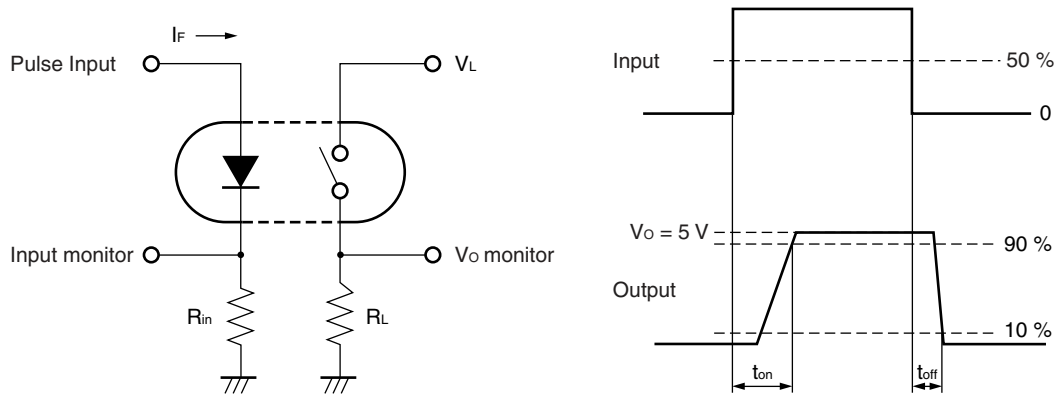 IF
Pulse Input
VL
Input monitor
VO monitor
Rin
RL
Input
50 %
0
VO = 5 V
90 %
Output
10 %
ton
toff